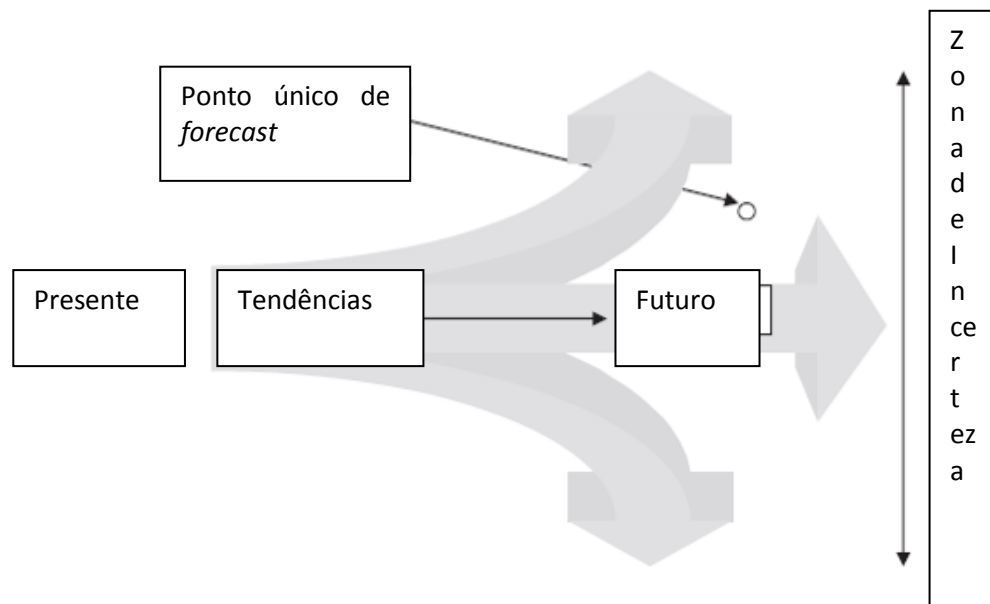 Ponto único de
forecast
Presente
Tendências
Futuro
Z
o
n
a
d
e
I
n
ce
r
t
ez
a